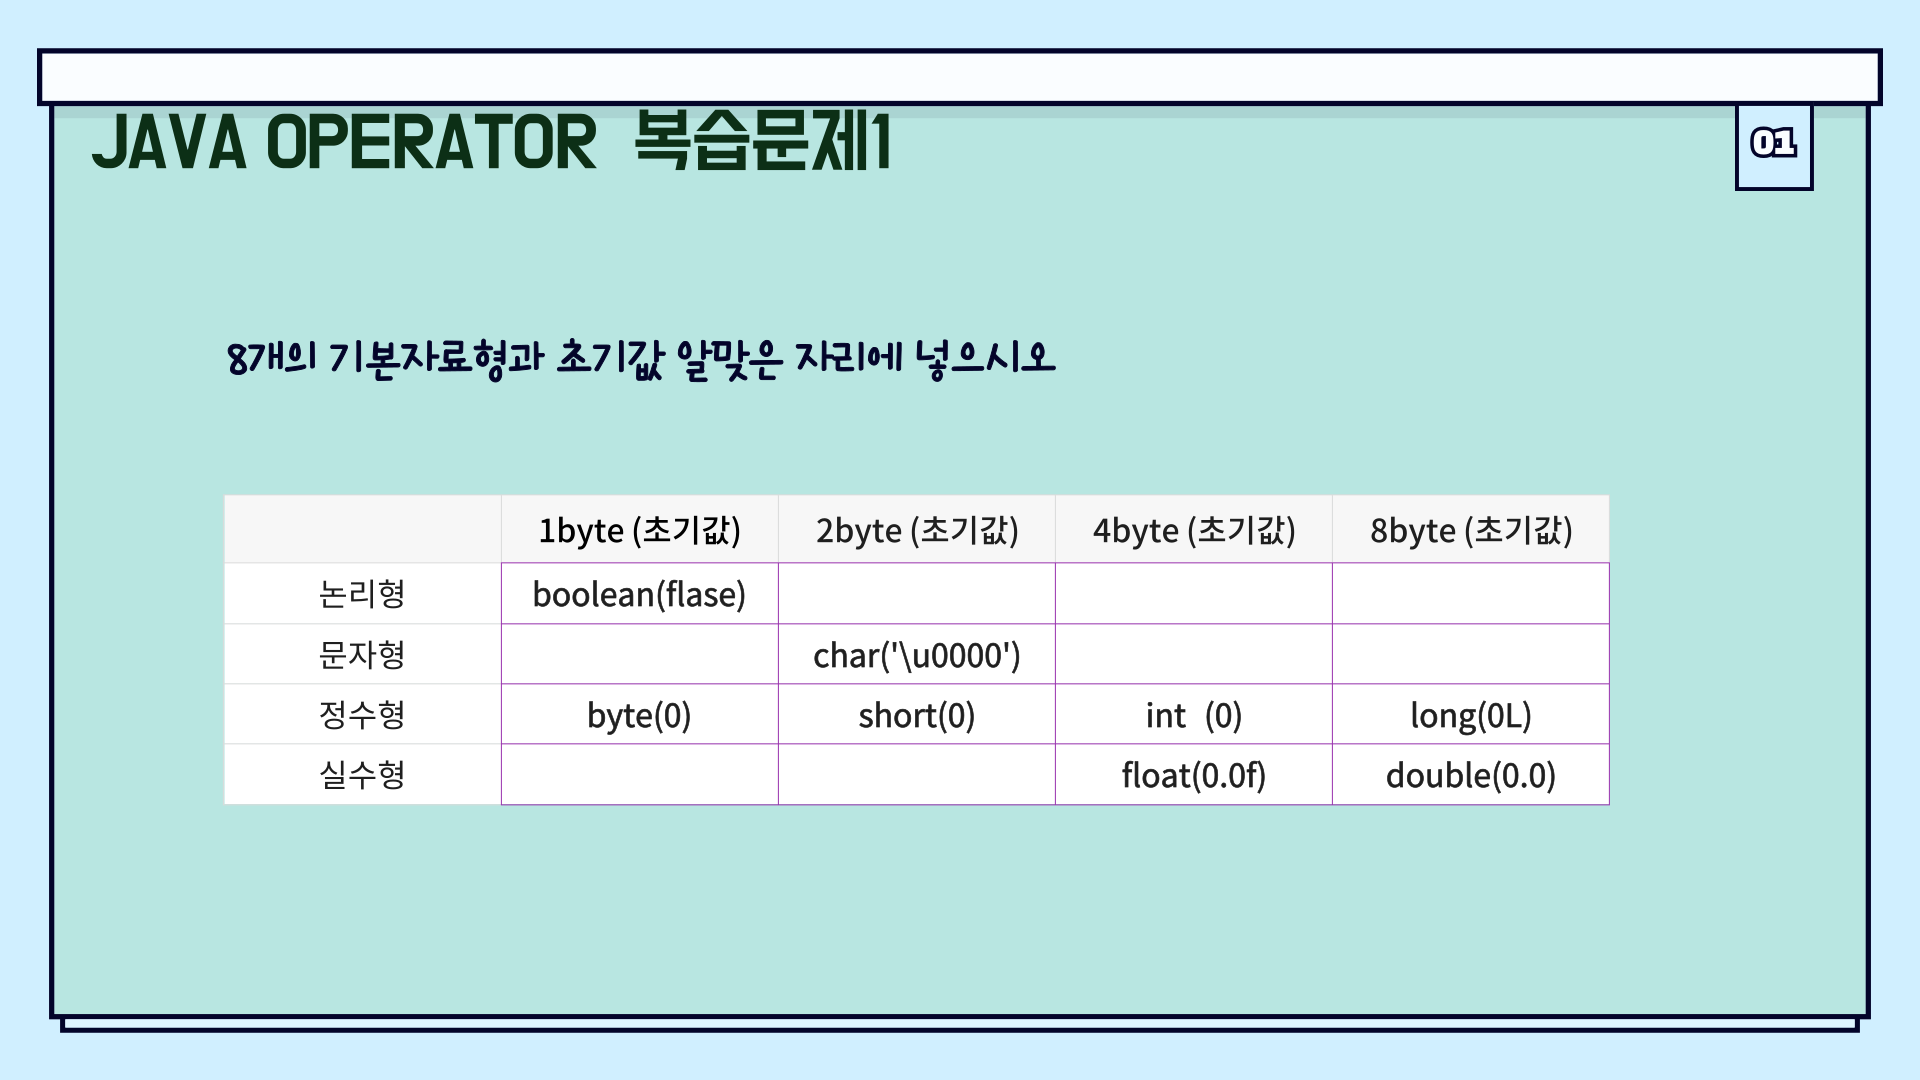 JAVA OPERATOR 복습문제1
01
8개의 기본자료형과 초기값 알맞은 자리에 넣으시오
1byte (초기값) 2byte (초기값) 4byte (초기값) 8byte (초기값)
논리형 boolean(flase)
문자형 char('\u0000')
정수형 byte(0) short(0) int (0) long(0L)
실수형 float(0.0f) double(0.0)